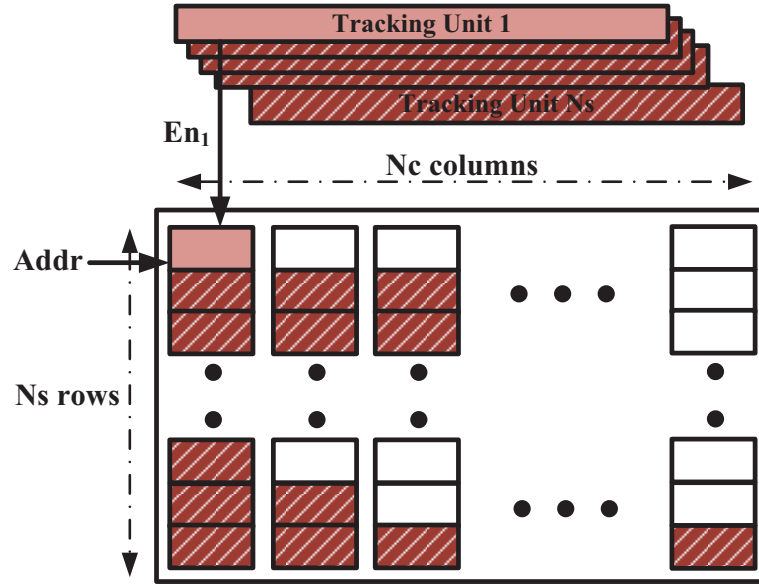 Tracking Unit 1
Tracking Unit Ns
En₁
Nc columns
Addr
Ns rows